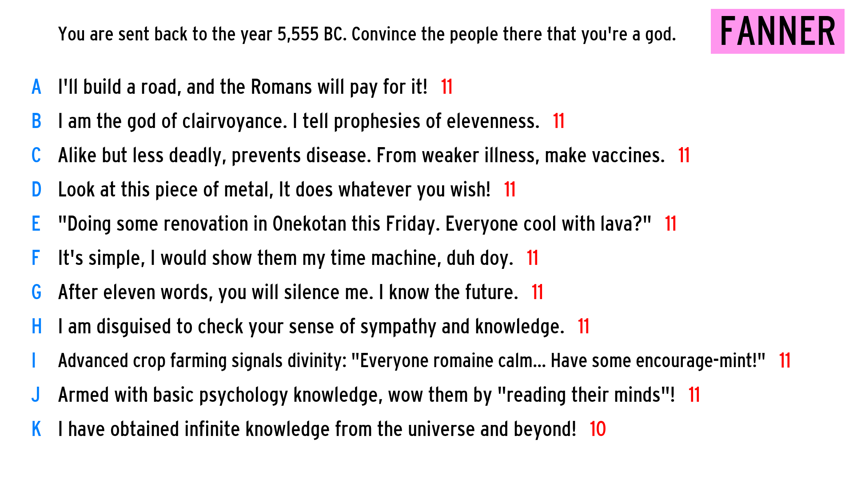 You are sent back to the year 5,555 BC. Convince the people there that you're a god.
FANNER
A I'll build a road, and the Romans will pay for it! 11
B I am the god of clairvoyance. I tell prophesies of elevenness. 11
C Alike but less deadly, prevents disease. From weaker illness, make vaccines. 11
D Look at this piece of metal, It does whatever you wish! 11
E "Doing some renovation in Onekotan this Friday. Everyone cool with lava?" 11
F It's simple, I would show them my time machine, duh doy. 11
G After eleven words, you will silence me. I know the future. 11
H I am disguised to check your sense of sympathy and knowledge. 11
I Advanced crop farming signals divinity: "Everyone romaine calm... Have some encourage-mint!" 11
J Armed with basic psychology knowledge, wow them by "reading their minds"! 11
K I have obtained infinite knowledge from the universe and beyond! 10